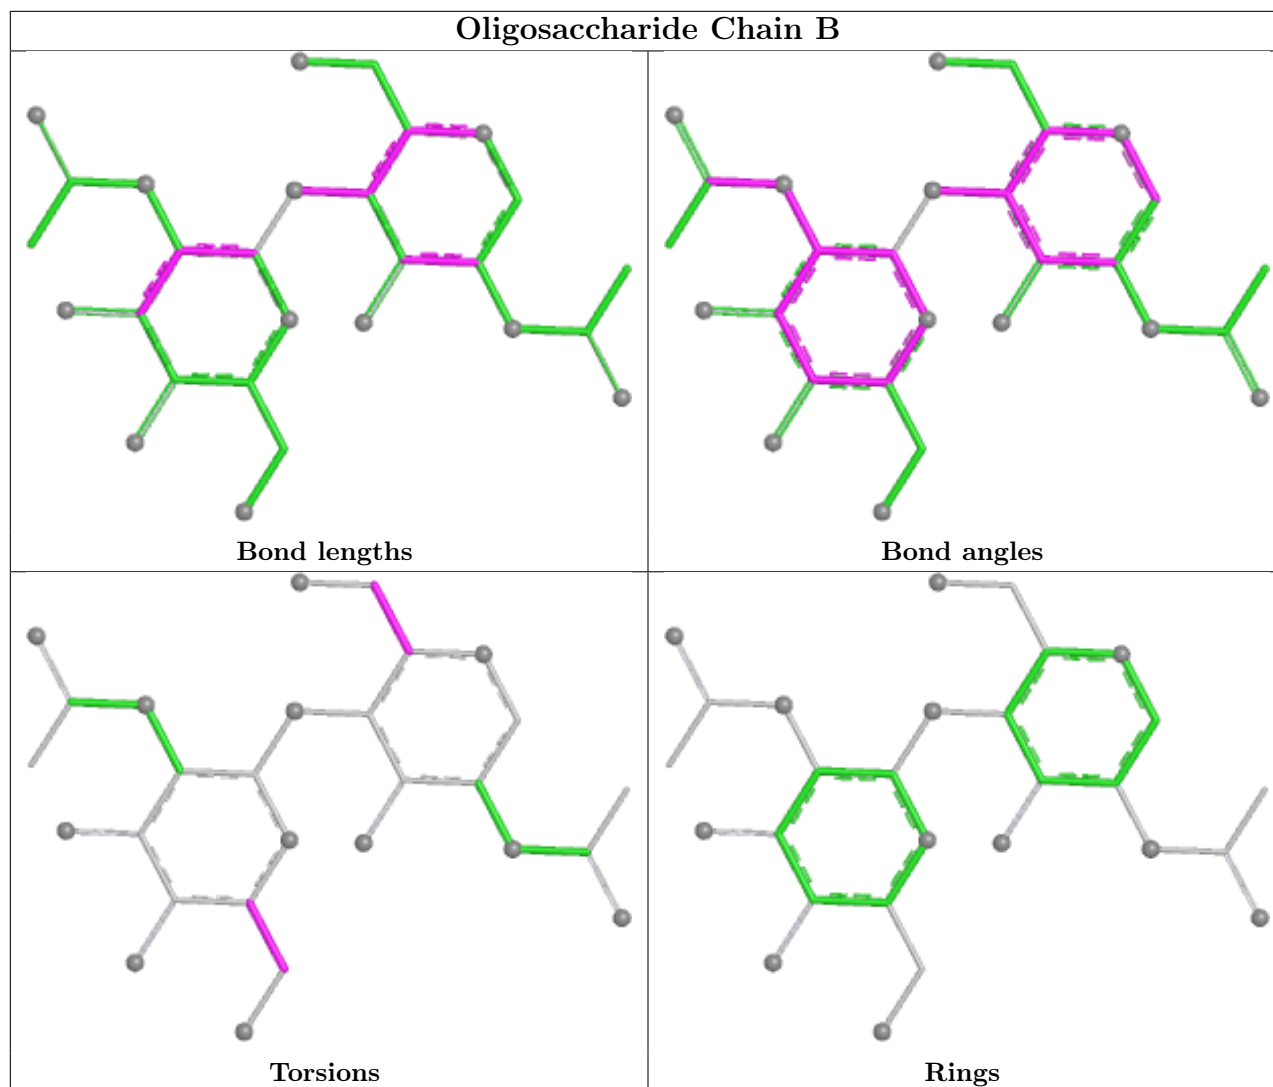 Oligosaccharide Chain B
Bond lengths
Bond angles
Torsions
Rings